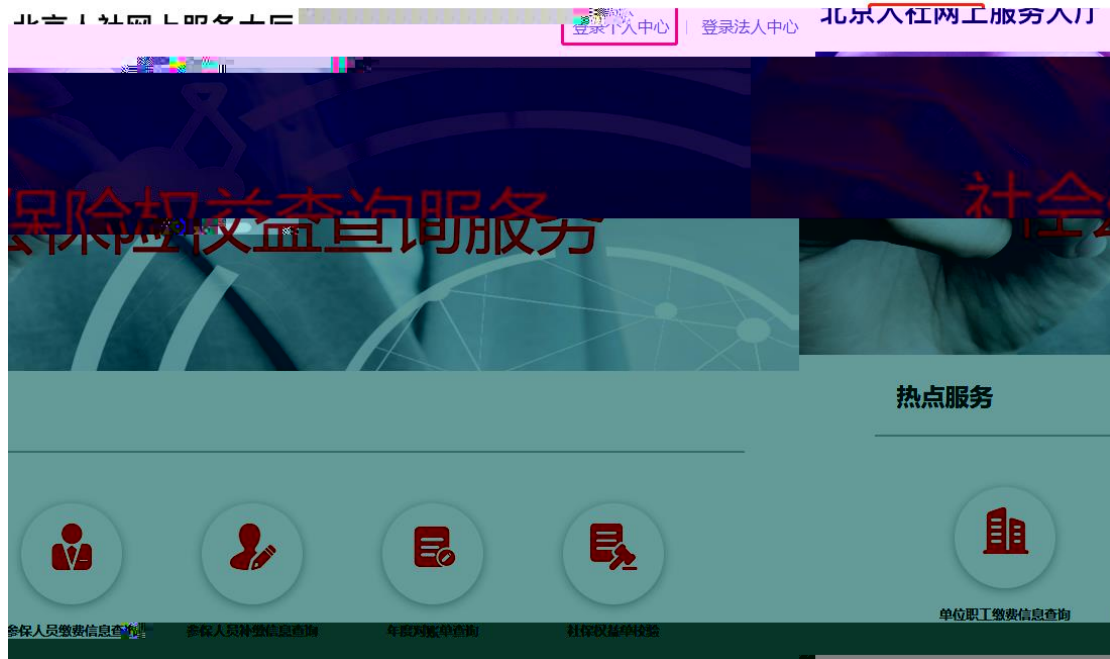 北京人社网上服务大厅
登录个人中心 | 登录法人中心
北京人社网上服务大厅
社会保险权益查询服务
热点服务
单位职工缴费信息查询
参保人员缴费信息查询
参保人员补缴信息查询
年度对账单查询
社保权益单校验